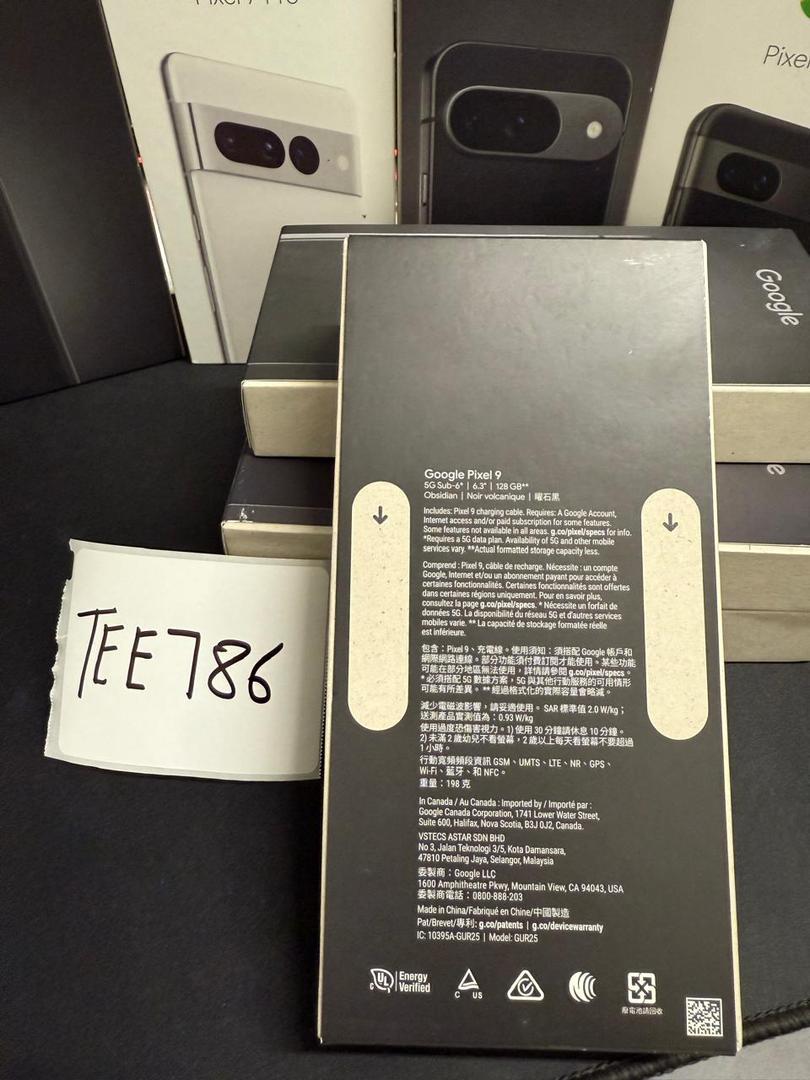 Pixel 7 Pro
Pixel
Google
e
TEE786
Google Pixel 9
5G Sub-6* | 6.3" | 128 GB**
Obsidian | Noir volcanique | 曜石黑
Includes: Pixel 9 charging cable. Requires: A Google Account,
Internet access and/or paid subscription for some features.
Some features not available in all areas. g.co/pixel/specs for info.
*Requires a 5G data plan. Availability of 5G and other mobile
services vary. **Actual formatted storage capacity less.
Comprend : Pixel 9, câble de recharge. Nécessite : un compte
Google, Internet et/ou un abonnement payant pour accéder à
certaines fonctionnalités. Certaines fonctionnalités sont offertes
dans certaines régions uniquement. Pour en savoir plus,
consultez la page g.co/pixel/specs. * Nécessite un forfait de
données 5G. La disponibilité du réseau 5G et d'autres services
mobiles varie. ** La capacité de stockage formatée réelle
est inférieure.
包含：Pixel 9、充電線。使用須知：須搭配 Google 帳戶和
網際網路連線。部分功能須付費訂閱才能使用。某些功能
可能在部分地區無法使用，詳情請參閱 g.co/pixel/specs。
*必須搭配 5G 數據方案，5G 與其他行動服務的可用情形
可能有所差異。**經過格式化的實際容量會略減。
減少電磁波影響，請妥適使用。 SAR 標準值 2.0 W/kg；
送測產品實測值為：0.93 W/kg
使用過度恐傷害視力。1) 使用 30 分鐘請休息 10 分鐘。
2) 未滿 2 歲幼兒不看螢幕，2 歲以上每天看螢幕不要超過
1 小時。
行動寬頻頻段資訊 GSM、UMTS、LTE、NR、GPS、
Wi-Fi、藍牙、和 NFC。
重量：198 克
In Canada / Au Canada : Imported by / Importé par :
Google Canada Corporation, 1741 Lower Water Street,
Suite 600, Halifax, Nova Scotia, B3J 0J2, Canada.
VSTECS ASTAR SDN BHD
No 3, Jalan Teknologi 3/5, Kota Damansara,
47810 Petaling Jaya, Selangor, Malaysia
委製商：Google LLC
1600 Amphitheatre Pkwy, Mountain View, CA 94043, USA
委製商電話：0800-888-203
Made in China/Fabriqué en Chine/中國製造
Pat/Brevet/專利: g.co/patents | g.co/devicewarranty
IC: 10395A-GUR25 | Model: GUR25
C UL Energy
Verified
C US
廢電池請回收